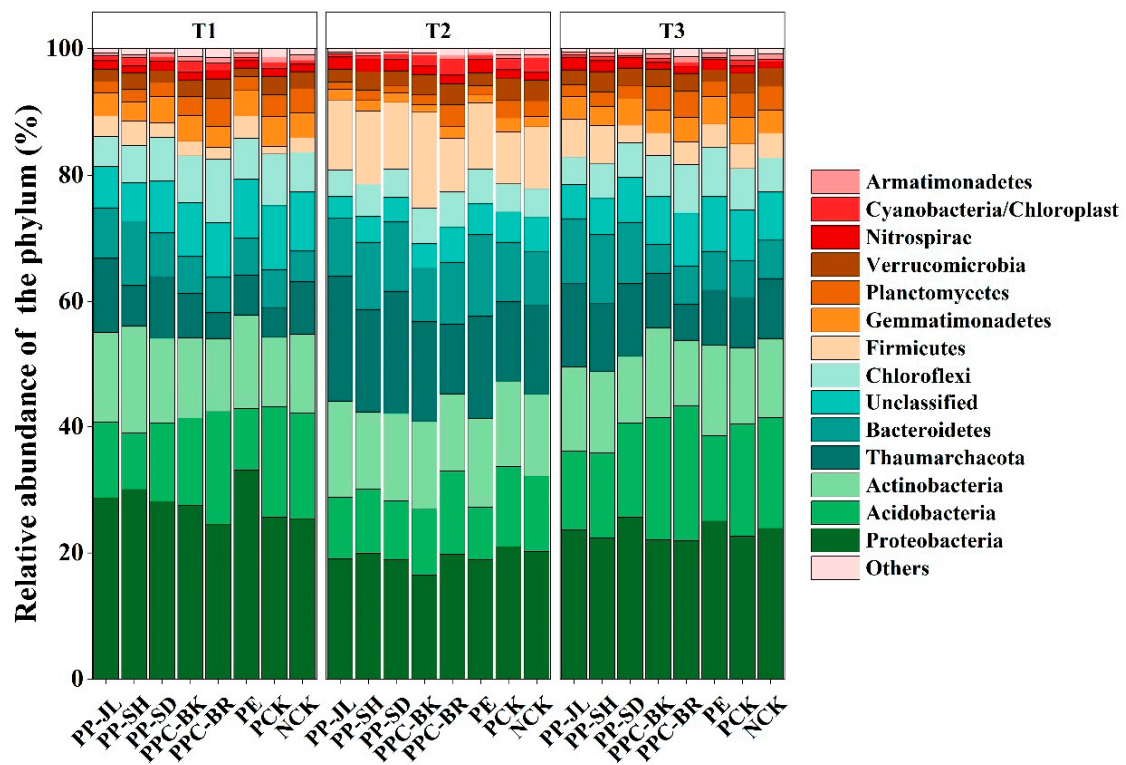 T1 T2 T3
Relative abundance of the phylum (%)
100
80
60
40
20
0
Armatimonadetes
Cyanobacteria/Chloroplast
Nitrospirae
Verrucomicrobia
Planctomycetes
Gemmatimonadetes
Firmicutes
Chloroflexi
Unclassified
Bacteroidetes
Thaumarchaeota
Actinobacteria
Acidobacteria
Proteobacteria
Others
PP-JL PP-SH PP-SD PPC-BK PPC-BR PE PCK NCK
PP-JL PP-SH PP-SD PPC-BK PPC-BR PE PCK NCK
PP-JL PP-SH PP-SD PPC-BK PPC-BR PE PCK NCK